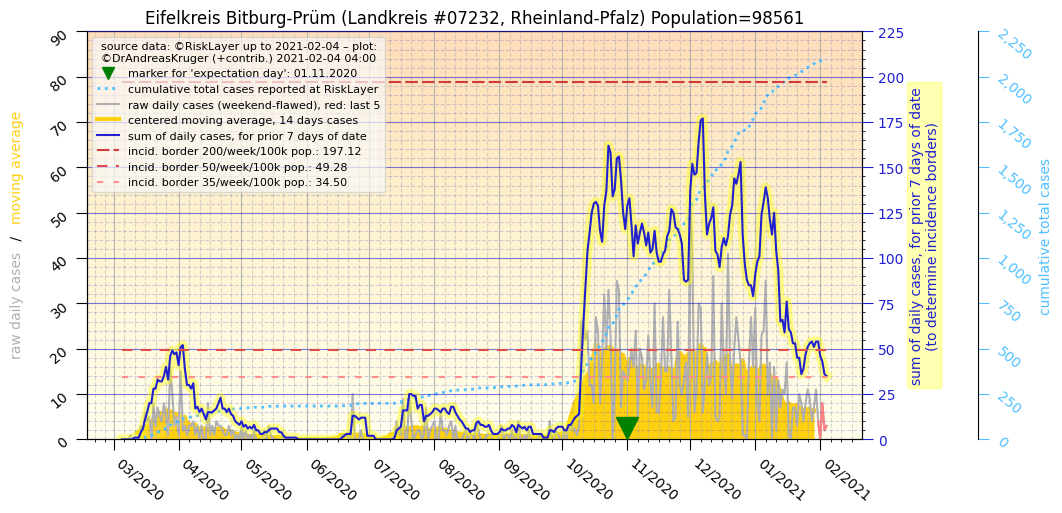 Eifelkreis Bitburg-Prüm (Landkreis #07232, Rheinland-Pfalz) Population=98561
source data: ©RiskLayer up to 2021-02-04 – plot:
©DrAndreasKruger (+contrib.) 2021-02-04 04:00
marker for 'expectation day': 01.11.2020
cumulative total cases reported at RiskLayer
raw daily cases (weekend-flawed), red: last 5
centered moving average, 14 days cases
sum of daily cases, for prior 7 days of date
incid. border 200/week/100k pop.: 197.12
incid. border 50/week/100k pop.: 49.28
incid. border 35/week/100k pop.: 34.50
raw daily cases / moving average
90
80
70
60
50
40
30
20
10
0
03/2020
04/2020
05/2020
06/2020
07/2020
08/2020
09/2020
10/2020
11/2020
12/2020
01/2021
02/2021
225
200
175
150
125
100
75
50
25
0
sum of daily cases, for prior 7 days of date
(to determine incidence borders)
2,250
2,000
1,750
1,500
1,250
1,000
750
500
250
0
cumulative total cases